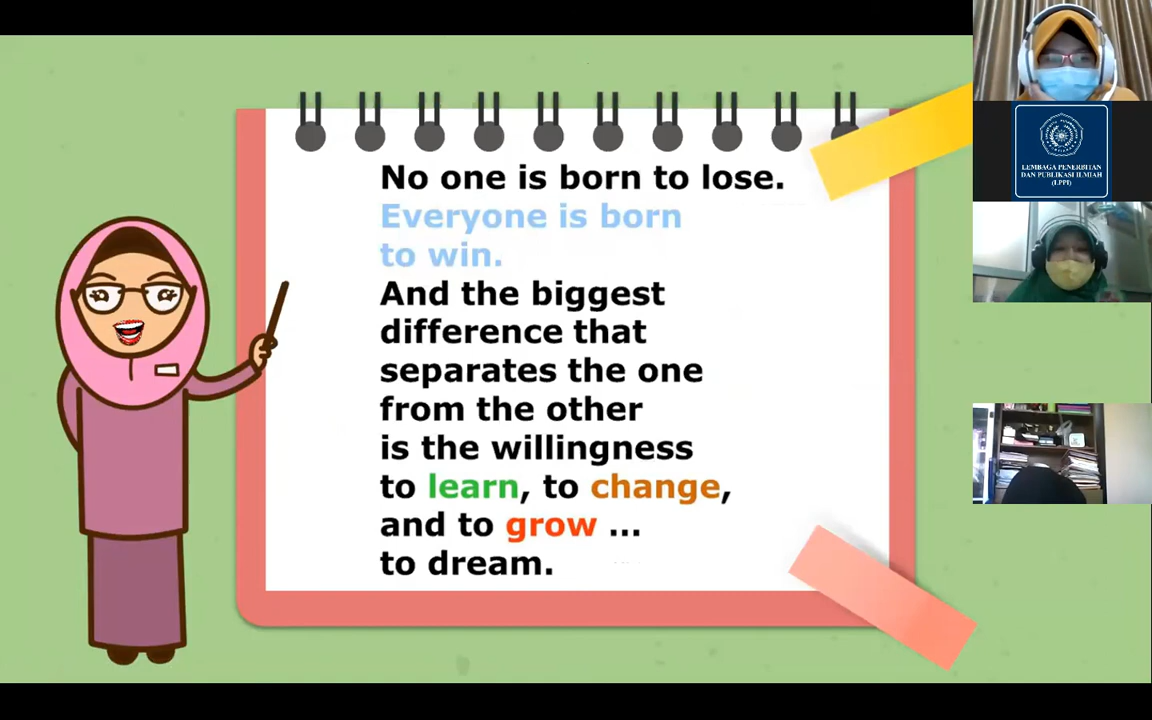 No one is born to lose.
Everyone is born
to win.
And the biggest
difference that
separates the one
from the other
is the willingness
to learn, to change,
and to grow ...
to dream.
LEMBAGA PENERBITAN
DAN PUBLIKASI ILMIAH
(LPPI)